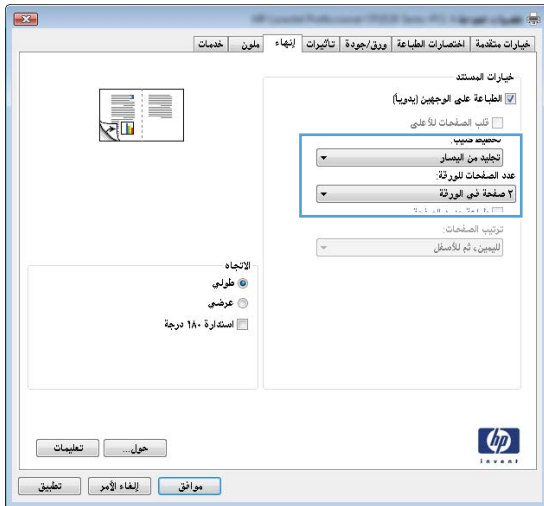 خيارات متقدمة
اختصارات الطباعة
ورق/جودة
تأثيرات
إنهاء
ملون
خدمات
خيارات المستند
الطباعة على الوجهين (يدوياً)
قلب الصفحات للأعلى
تجليد من اليسار
عدد الصفحات للورقة:
٢ صفحة في الورقة
ترتيب الصفحات:
لليمين، ثم للأسفل
الاتجاه
طولي
عرضي
استدارة ١٨٠ درجة
hp
invent
حول...
تعليمات
موافق
إلغاء الأمر
تطبيق